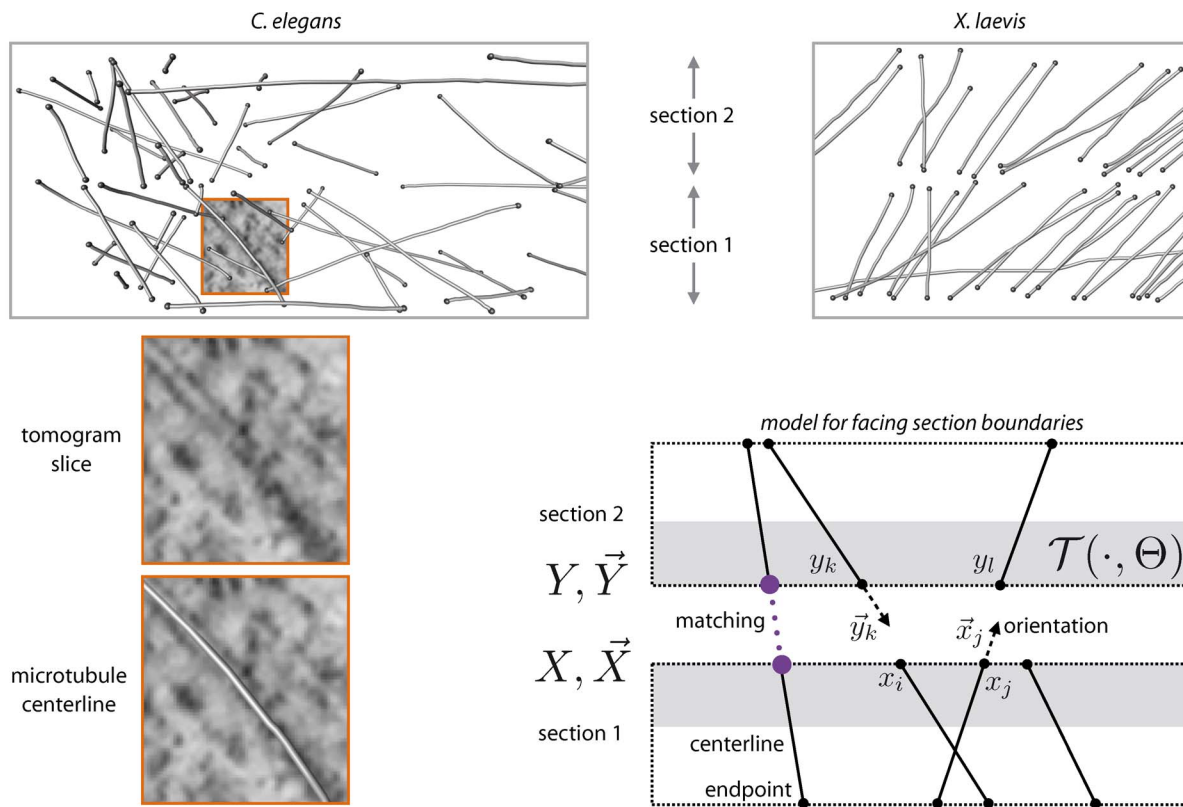 C. elegans
X. laevis
section 2
section 1
tomogram
slice
microtubule
centerline
model for facing section boundaries
section 2
𝒯(·, Θ)
y_k
y_l
Y, Y⃗
matching
y⃗_k
x⃗_j
orientation
X, X⃗
x_i
x_j
section 1
centerline
endpoint